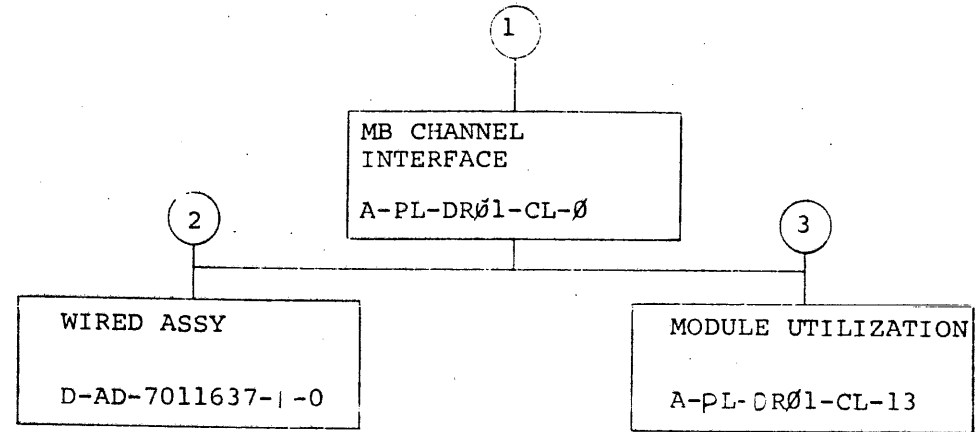 1
MB CHANNEL
INTERFACE
A-PL-DRØ1-CL-Ø
2
3
WIRED ASSY
D-AD-7011637-1-0
MODULE UTILIZATION
A-PL-DRØ1-CL-13